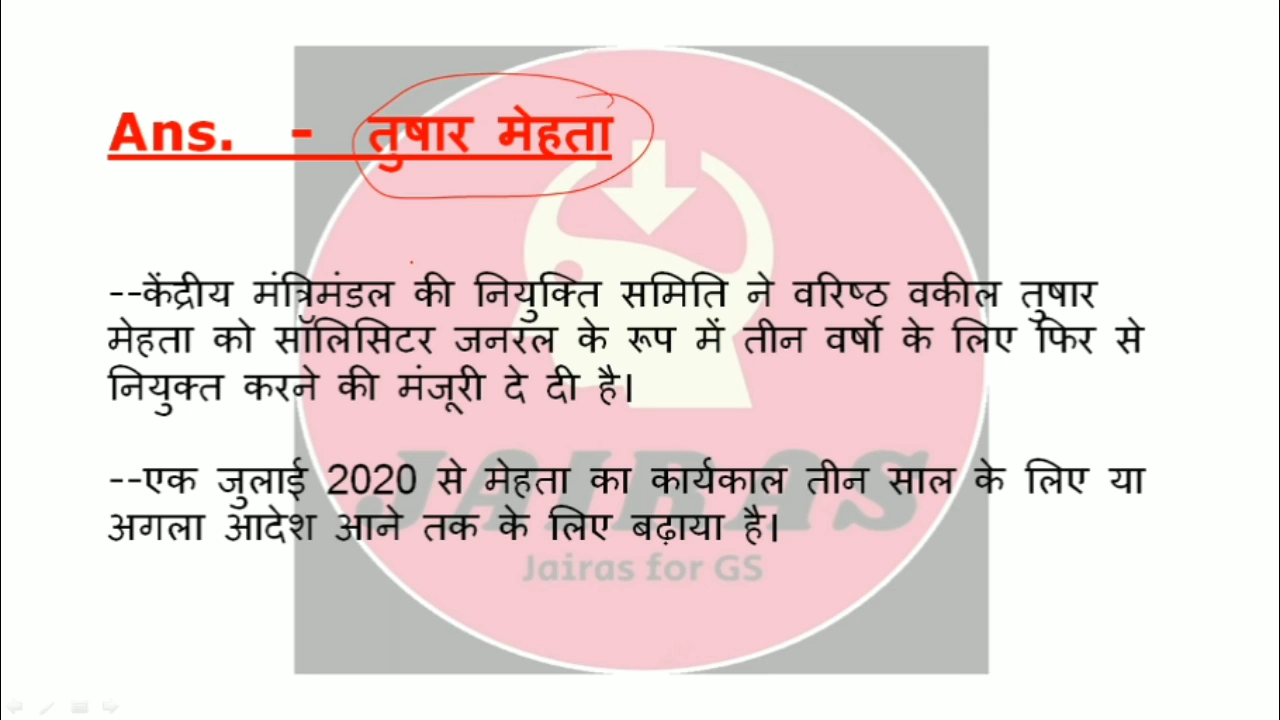 Ans. - तुषार मेहता
--केंद्रीय मंत्रिमंडल की नियुक्ति समिति ने वरिष्ठ वकील तुषार
मेहता को सॉलिसिटर जनरल के रूप में तीन वर्षो के लिए फिर से
नियुक्त करने की मंजूरी दे दी है।
--एक जुलाई 2020 से मेहता का कार्यकाल तीन साल के लिए या
अगला आदेश आने तक के लिए बढ़ाया है।
JAIRAS
Jairas for GS